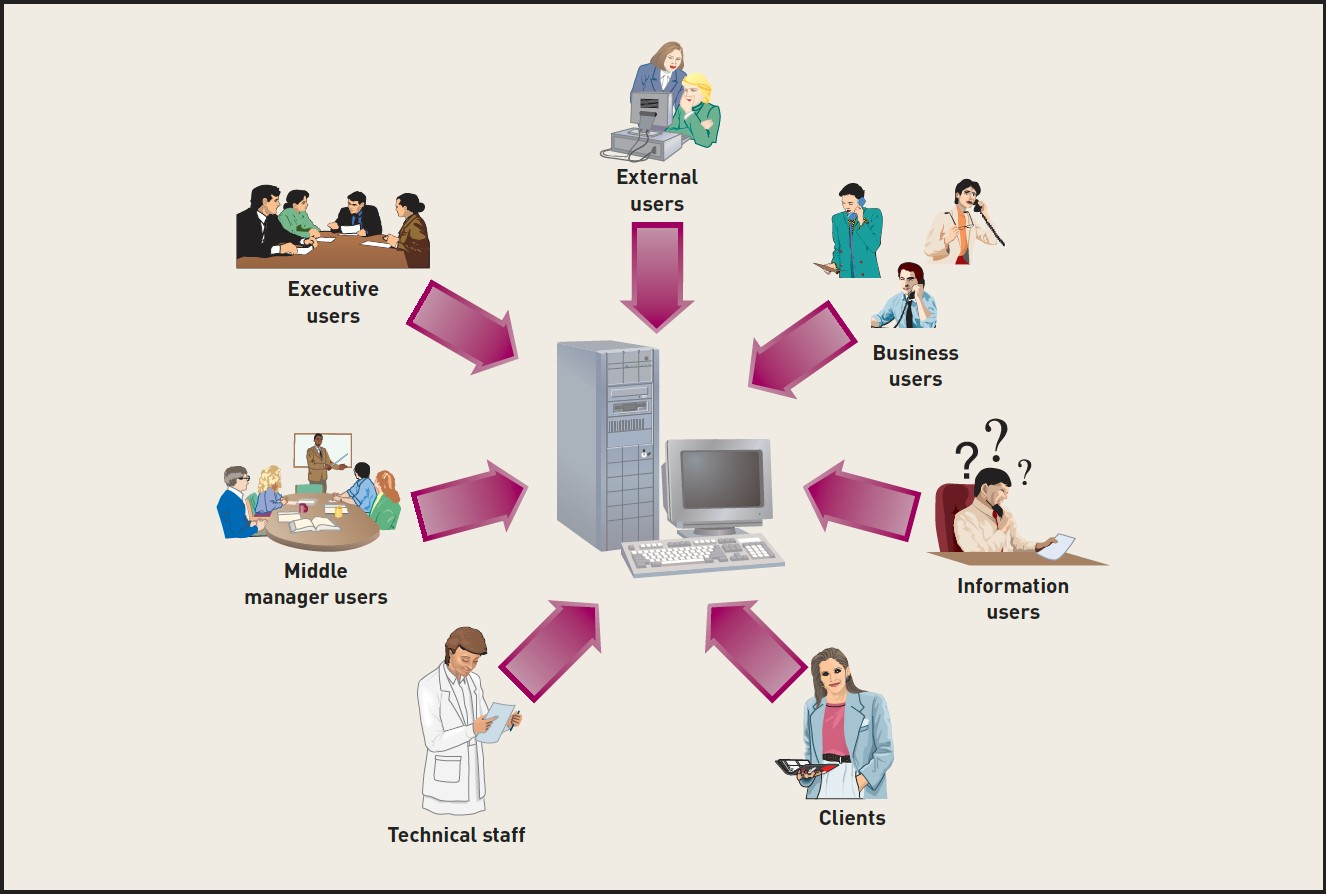 External
users
Executive
users
Business
users
? ? ?
Middle
manager users
Information
users
Technical staff
Clients